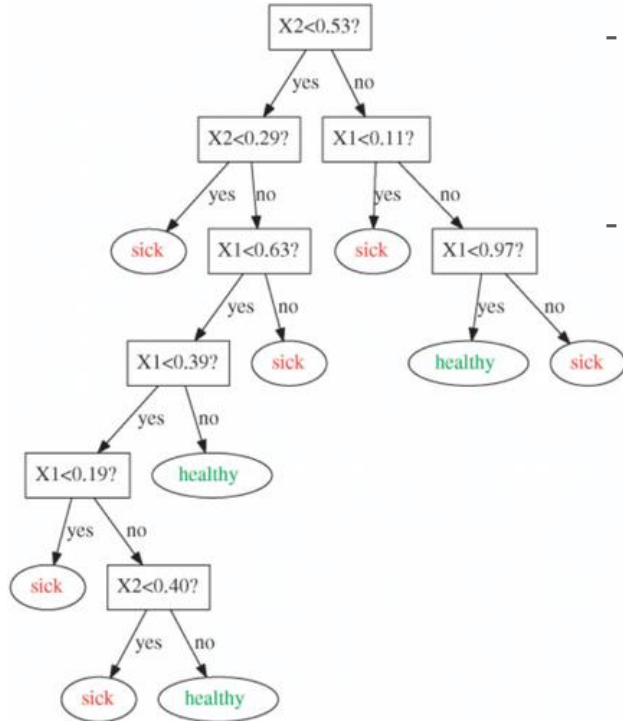 X2<0.53?
yes no
X2<0.29? X1<0.11?
yes no yes no
sick X1<0.63? sick X1<0.97?
yes no yes no
X1<0.39? sick healthy sick
yes no
X1<0.19? healthy
yes no
sick X2<0.40?
yes no
sick healthy